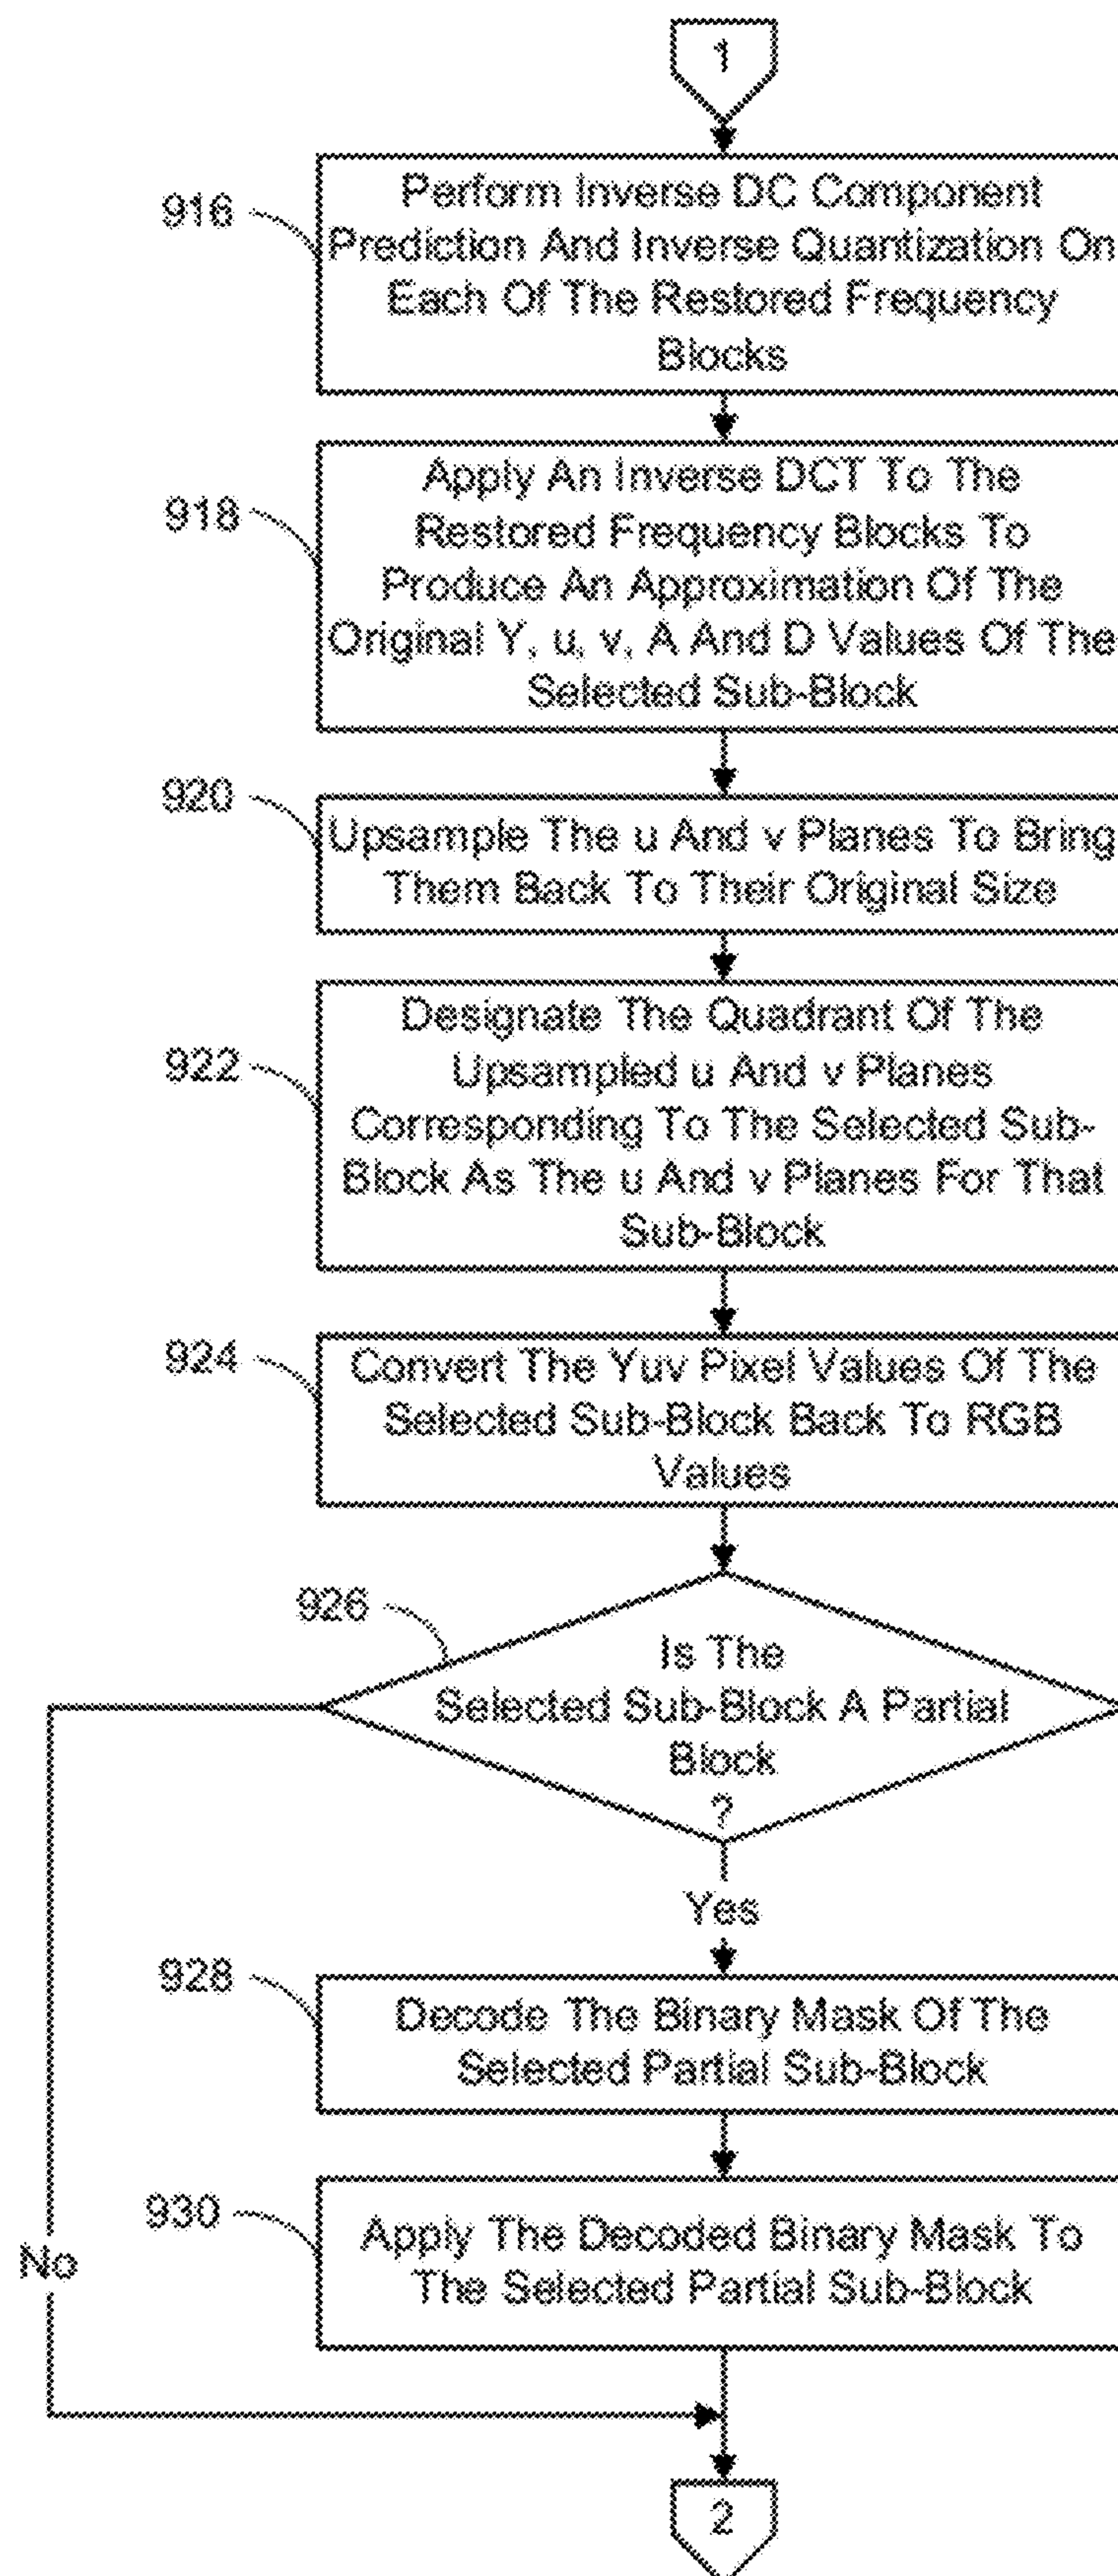 1
916
Perform Inverse DC Component
Prediction And Inverse Quantization On
Each Of The Restored Frequency
Blocks
918
Apply An Inverse DCT To The
Restored Frequency Blocks To
Produce An Approximation Of The
Original Y, u, v, A And D Values Of The
Selected Sub-Block
920
Upsample The u And v Planes To Bring
Them Back To Their Original Size
922
Designate The Quadrant Of The
Upsampled u And v Planes
Corresponding To The Selected Sub-
Block As The u And v Planes For That
Sub-Block
924
Convert The Yuv Pixel Values Of The
Selected Sub-Block Back To RGB
Values
926
Is The
Selected Sub-Block A Partial
Block
?
Yes
928
Decode The Binary Mask Of The
Selected Partial Sub-Block
930
Apply The Decoded Binary Mask To
The Selected Partial Sub-Block
No
2